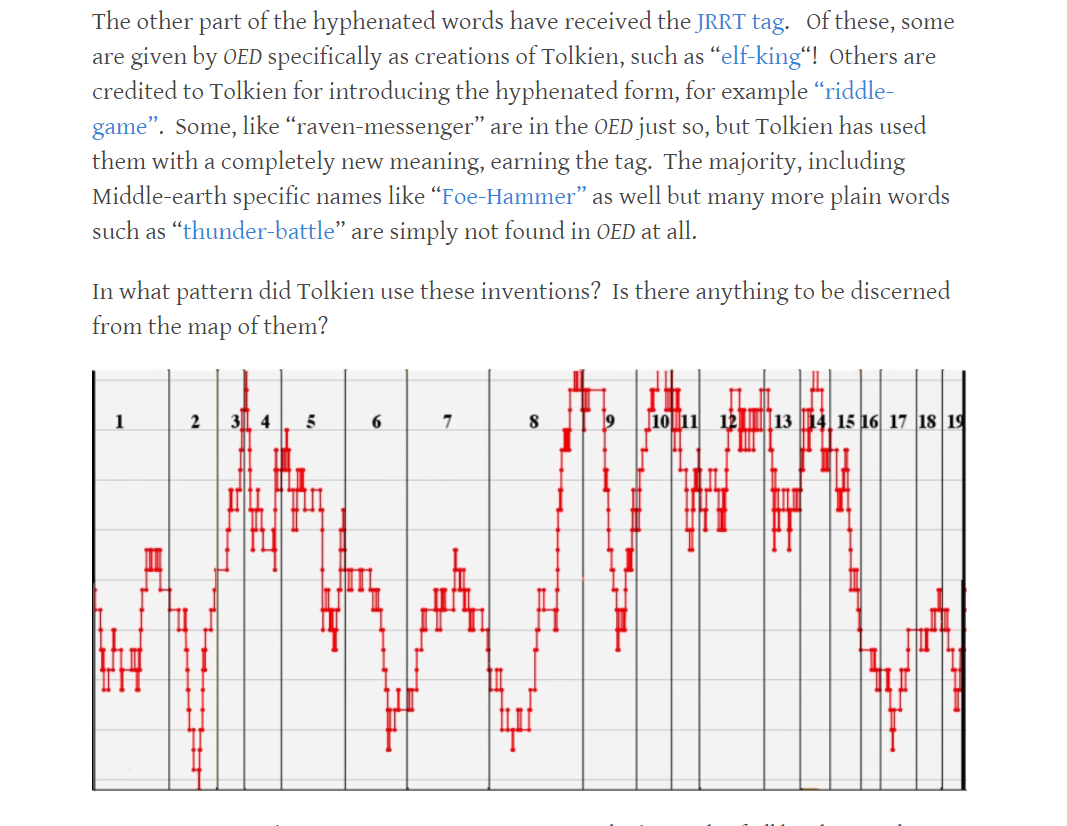 The other part of the hyphenated words have received the JRRT tag.   Of these, some
are given by OED specifically as creations of Tolkien, such as “elf-king“!  Others are
credited to Tolkien for introducing the hyphenated form, for example “riddle-
game”.  Some, like “raven-messenger” are in the OED just so, but Tolkien has used
them with a completely new meaning, earning the tag.  The majority, including
Middle-earth specific names like “Foe-Hammer” as well but many more plain words
such as “thunder-battle” are simply not found in OED at all.
In what pattern did Tolkien use these inventions?  Is there anything to be discerned
from the map of them?
1 2 3 4 5 6 7 8 9 10 11 12 13 14 15 16 17 18 19